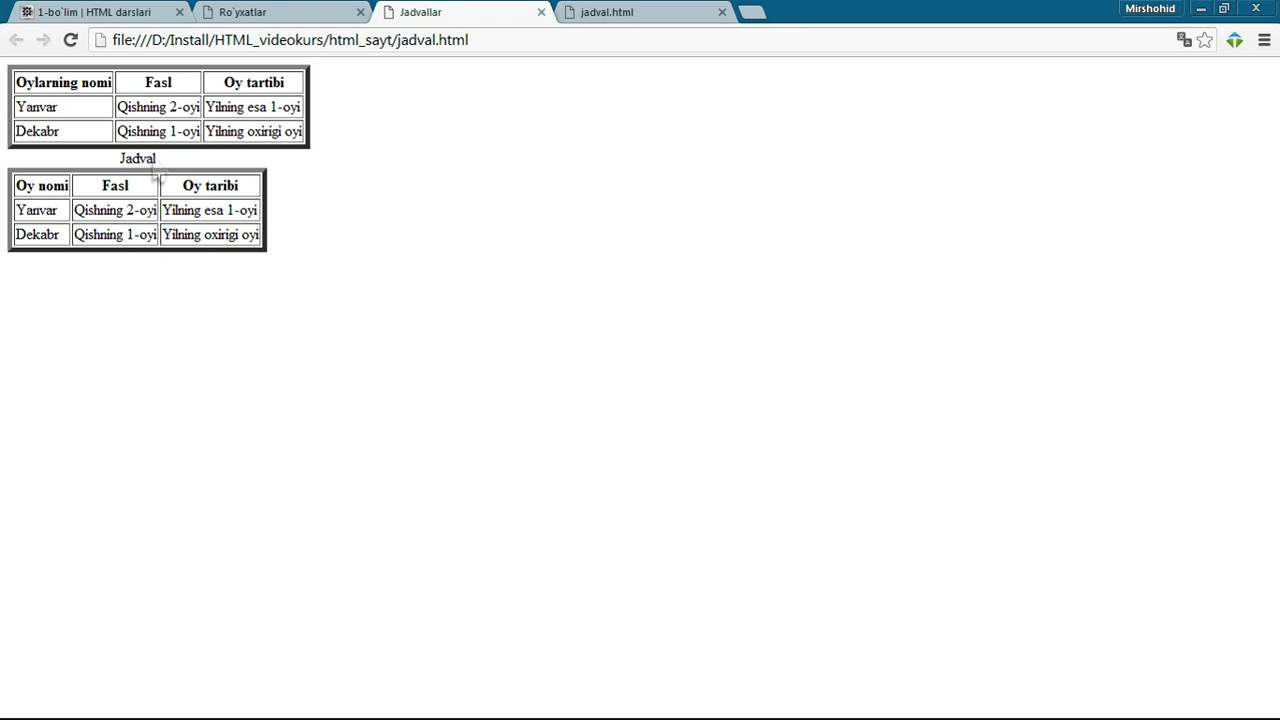 1-bo`lim | HTML darslari
Ro`yxatlar
Jadvallar
jadval.html
Mirshohid
file:///D:/Install/HTML_videokurs/html_sayt/jadval.html
Oylarning nomi Fasl Oy tartibi
Yanvar Qishning 2-oyi Yilning esa 1-oyi
Dekabr Qishning 1-oyi Yilning oxirigi oyi
Jadval
Oy nomi Fasl Oy taribi
Yanvar Qishning 2-oyi Yilning esa 1-oyi
Dekabr Qishning 1-oyi Yilning oxirigi oyi